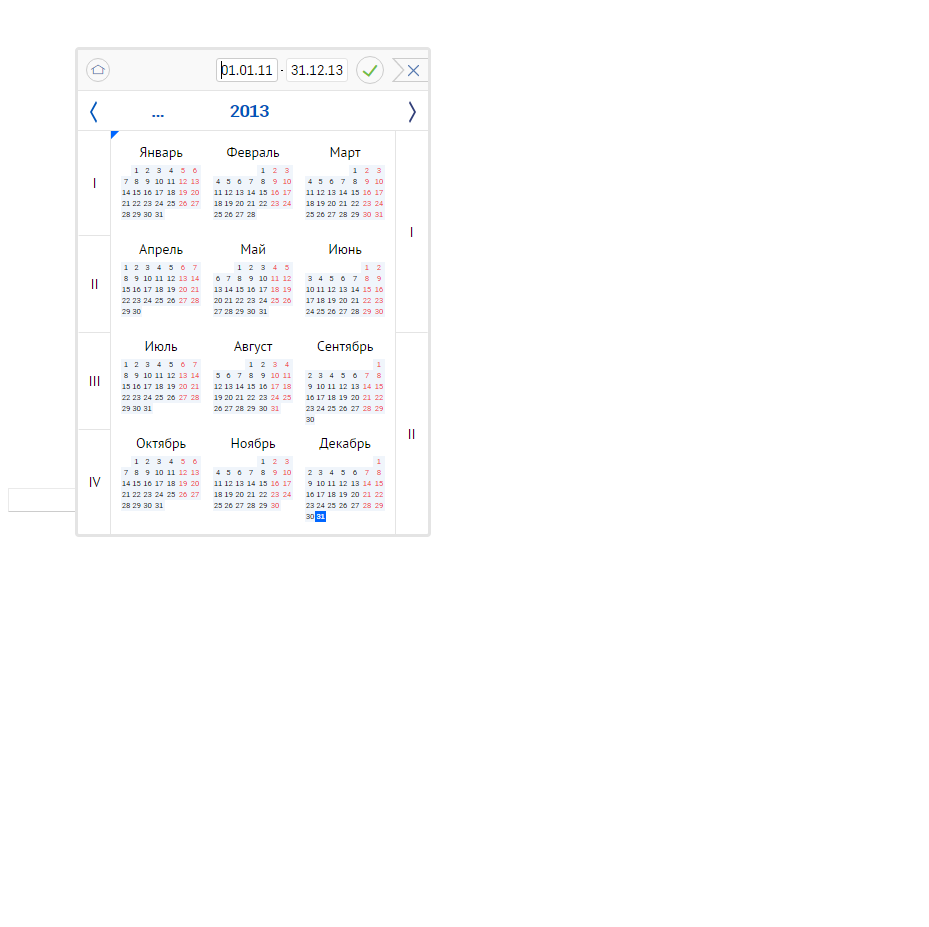 01.01.11 - 31.12.13
... 2013
Январь Февраль Март
1 2 3 4 5 6 1 2 3 1 2 3
7 8 9 10 11 12 13 4 5 6 7 8 9 10 4 5 6 7 8 9 10
I
14 15 16 17 18 19 20 11 12 13 14 15 16 17 11 12 13 14 15 16 17
21 22 23 24 25 26 27 18 19 20 21 22 23 24 18 19 20 21 22 23 24
28 29 30 31 25 26 27 28 25 26 27 28 29 30 31
I
Апрель Май Июнь
1 2 3 4 5 6 7 1 2 3 4 5 1 2
8 9 10 11 12 13 14 6 7 8 9 10 11 12 3 4 5 6 7 8 9
II
15 16 17 18 19 20 21 13 14 15 16 17 18 19 10 11 12 13 14 15 16
22 23 24 25 26 27 28 20 21 22 23 24 25 26 17 18 19 20 21 22 23
29 30 27 28 29 30 31 24 25 26 27 28 29 30
Июль Август Сентябрь
1 2 3 4 5 6 7 1 2 3 4 1
8 9 10 11 12 13 14 5 6 7 8 9 10 11 2 3 4 5 6 7 8
III
15 16 17 18 19 20 21 12 13 14 15 16 17 18 9 10 11 12 13 14 15
22 23 24 25 26 27 28 19 20 21 22 23 24 25 16 17 18 19 20 21 22
29 30 31 26 27 28 29 30 31 23 24 25 26 27 28 29
30
II
Октябрь Ноябрь Декабрь
1 2 3 4 5 6 1 2 3 1
7 8 9 10 11 12 13 4 5 6 7 8 9 10 2 3 4 5 6 7 8
IV
14 15 16 17 18 19 20 11 12 13 14 15 16 17 9 10 11 12 13 14 15
21 22 23 24 25 26 27 18 19 20 21 22 23 24 16 17 18 19 20 21 22
28 29 30 31 25 26 27 28 29 30 23 24 25 26 27 28 29
30 31